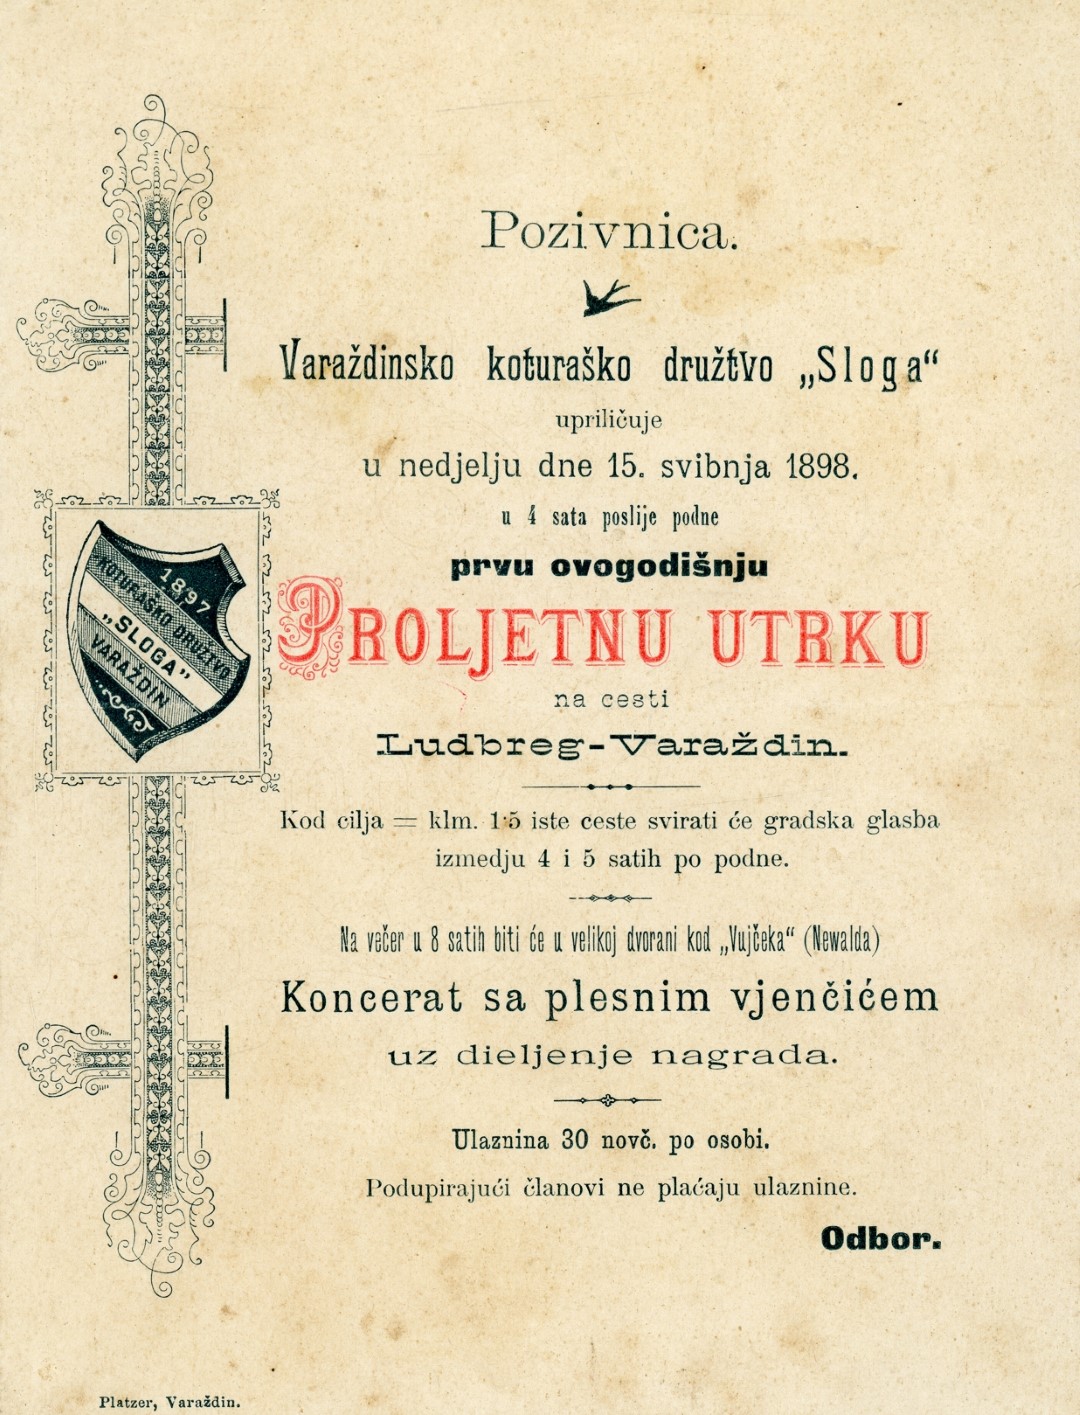 Pozivnica.
Varaždinsko koturaško družtvo „Sloga“
upriličuje
u nedjelju dne 15. svibnja 1898.
u 4 sata poslije podne
prvu ovogodišnju
PROLJETNU UTRKU
na cesti
Ludbreg-Varaždin.
Kod cilja = klm. 1·5 iste ceste svirati će gradska glasba
izmedju 4 i 5 satih po podne.
Na večer u 8 satih biti će u velikoj dvorani kod „Vujčeka“ (Newalda)
Koncerat sa plesnim vjenčićem
uz dieljenje nagrada.
Ulaznina 30 novč. po osobi.
Podupirajući članovi ne plaćaju ulaznine.
Odbor.
1897
KOTURAŠKO DRUŽTVO
„SLOGA“
VARAŽDIN
Platzer, Varaždin.